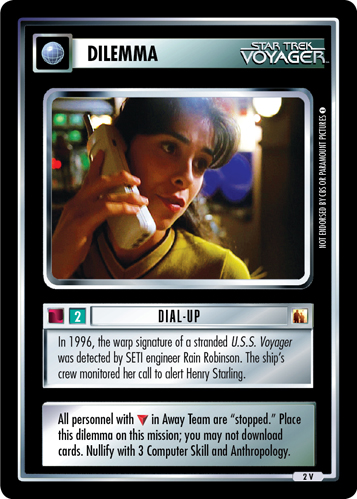 DILEMMA
STAR TREK
VOYAGER
NOT ENDORSED BY CBS OR PARAMOUNT PICTURES
2
DIAL-UP
In 1996, the warp signature of a stranded U.S.S. Voyager
was detected by SETI engineer Rain Robinson. The ship's
crew monitored her call to alert Henry Starling.
All personnel with in Away Team are “stopped.” Place
this dilemma on this mission; you may not download
cards. Nullify with 3 Computer Skill and Anthropology.
2 V